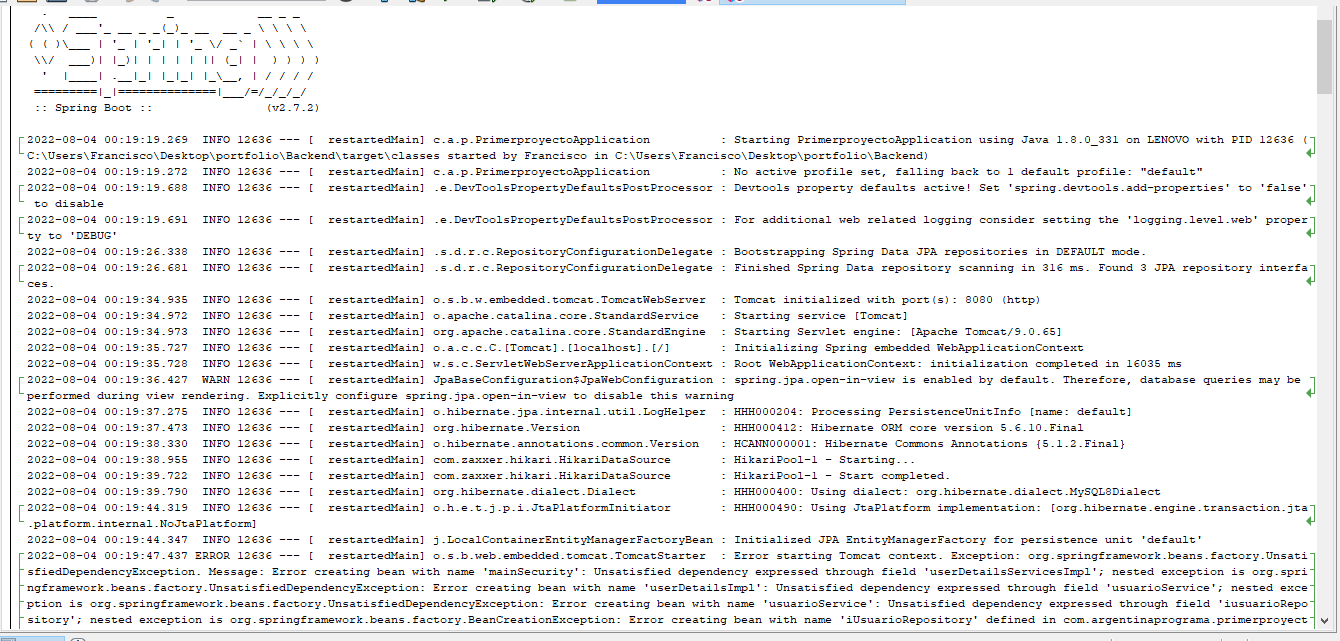 .   ____          _            __ _ _
 /\\ / ___'_ __ _ _(_)_ __  __ _ \ \ \ \
( ( )\___ | '_ | '_| | '_ \/ _` | \ \ \ \
 \\/  ___)| |_)| | | | | || (_| |  ) ) ) )
  '  |____| .__|_| |_|_| |_\__, | / / / /
 =========|_|==============|___/=/_/_/_/
 :: Spring Boot ::                (v2.7.2)
2022-08-04 00:19:19.269  INFO 12636 --- [  restartedMain] c.a.p.PrimerproyectoApplication          : Starting PrimerproyectoApplication using Java 1.8.0_331 on LENOVO with PID 12636 (
C:\Users\Francisco\Desktop\portfolio\Backend\target\classes started by Francisco in C:\Users\Francisco\Desktop\portfolio\Backend)
2022-08-04 00:19:19.272  INFO 12636 --- [  restartedMain] c.a.p.PrimerproyectoApplication          : No active profile set, falling back to 1 default profile: "default"
2022-08-04 00:19:19.688  INFO 12636 --- [  restartedMain] .e.DevToolsPropertyDefaultsPostProcessor : Devtools property defaults active! Set 'spring.devtools.add-properties' to 'false'
 to disable
2022-08-04 00:19:19.691  INFO 12636 --- [  restartedMain] .e.DevToolsPropertyDefaultsPostProcessor : For additional web related logging consider setting the 'logging.level.web' proper
ty to 'DEBUG'
2022-08-04 00:19:26.338  INFO 12636 --- [  restartedMain] .s.d.r.c.RepositoryConfigurationDelegate : Bootstrapping Spring Data JPA repositories in DEFAULT mode.
2022-08-04 00:19:26.681  INFO 12636 --- [  restartedMain] .s.d.r.c.RepositoryConfigurationDelegate : Finished Spring Data repository scanning in 316 ms. Found 3 JPA repository interfa
ces.
2022-08-04 00:19:34.935  INFO 12636 --- [  restartedMain] o.s.b.w.embedded.tomcat.TomcatWebServer  : Tomcat initialized with port(s): 8080 (http)
2022-08-04 00:19:34.972  INFO 12636 --- [  restartedMain] o.apache.catalina.core.StandardService   : Starting service [Tomcat]
2022-08-04 00:19:34.973  INFO 12636 --- [  restartedMain] org.apache.catalina.core.StandardEngine  : Starting Servlet engine: [Apache Tomcat/9.0.65]
2022-08-04 00:19:35.727  INFO 12636 --- [  restartedMain] o.a.c.c.C.[Tomcat].[localhost].[/]       : Initializing Spring embedded WebApplicationContext
2022-08-04 00:19:35.728  INFO 12636 --- [  restartedMain] w.s.c.ServletWebServerApplicationContext : Root WebApplicationContext: initialization completed in 16035 ms
2022-08-04 00:19:36.427  WARN 12636 --- [  restartedMain] JpaBaseConfiguration$JpaWebConfiguration : spring.jpa.open-in-view is enabled by default. Therefore, database queries may be
performed during view rendering. Explicitly configure spring.jpa.open-in-view to disable this warning
2022-08-04 00:19:37.275  INFO 12636 --- [  restartedMain] o.hibernate.jpa.internal.util.LogHelper  : HHH000204: Processing PersistenceUnitInfo [name: default]
2022-08-04 00:19:37.473  INFO 12636 --- [  restartedMain] org.hibernate.Version                    : HHH000412: Hibernate ORM core version 5.6.10.Final
2022-08-04 00:19:38.330  INFO 12636 --- [  restartedMain] o.hibernate.annotations.common.Version   : HCANN000001: Hibernate Commons Annotations {5.1.2.Final}
2022-08-04 00:19:38.955  INFO 12636 --- [  restartedMain] com.zaxxer.hikari.HikariDataSource       : HikariPool-1 - Starting...
2022-08-04 00:19:39.722  INFO 12636 --- [  restartedMain] com.zaxxer.hikari.HikariDataSource       : HikariPool-1 - Start completed.
2022-08-04 00:19:39.790  INFO 12636 --- [  restartedMain] org.hibernate.dialect.Dialect            : HHH000400: Using dialect: org.hibernate.dialect.MySQL8Dialect
2022-08-04 00:19:44.319  INFO 12636 --- [  restartedMain] o.h.e.t.j.p.i.JtaPlatformInitiator       : HHH000490: Using JtaPlatform implementation: [org.hibernate.engine.transaction.jta
.platform.internal.NoJtaPlatform]
2022-08-04 00:19:44.347  INFO 12636 --- [  restartedMain] j.LocalContainerEntityManagerFactoryBean : Initialized JPA EntityManagerFactory for persistence unit 'default'
2022-08-04 00:19:47.437 ERROR 12636 --- [  restartedMain] o.s.b.web.embedded.tomcat.TomcatStarter  : Error starting Tomcat context. Exception: org.springframework.beans.factory.Unsati
sfiedDependencyException. Message: Error creating bean with name 'mainSecurity': Unsatisfied dependency expressed through field 'userDetailsServicesImpl'; nested exception is org.spri
ngframework.beans.factory.UnsatisfiedDependencyException: Error creating bean with name 'userDetailsImpl': Unsatisfied dependency expressed through field 'usuarioService'; nested exce
ption is org.springframework.beans.factory.UnsatisfiedDependencyException: Error creating bean with name 'usuarioService': Unsatisfied dependency expressed through field 'iusuarioRepo
sitory'; nested exception is org.springframework.beans.factory.BeanCreationException: Error creating bean with name 'iUsuarioRepository' defined in com.argentinaprograma.primerproyect